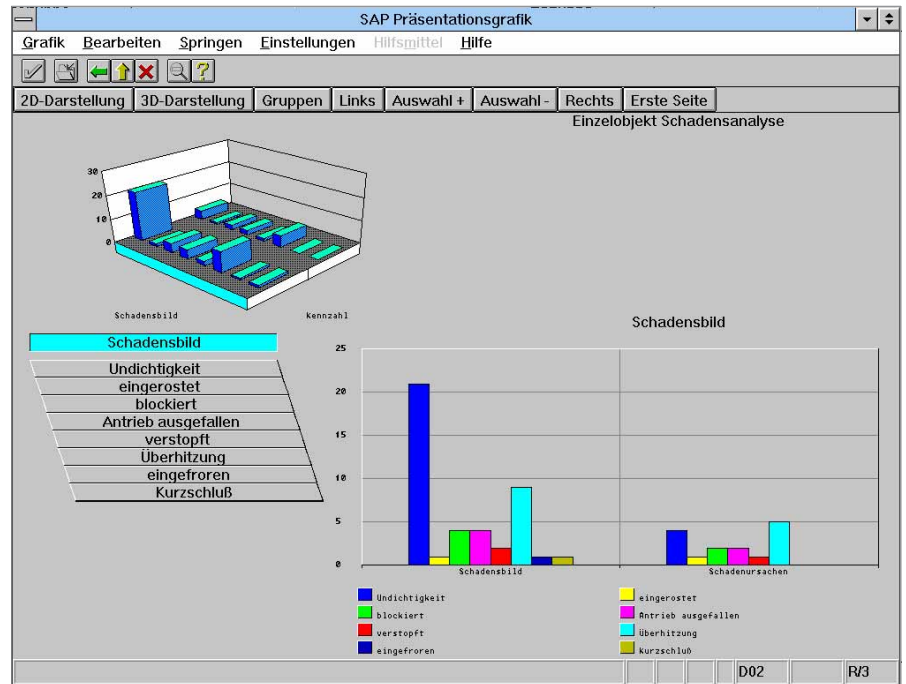 SAP Präsentationsgrafik
Grafik Bearbeiten Springen Einstellungen Hilfsmittel Hilfe
2D-Darstellung 3D-Darstellung Gruppen Links Auswahl + Auswahl - Rechts Erste Seite
Einzelobjekt Schadensanalyse
30
20
10
0
Schadensbild Kennzahl
Schadensbild
Schadensbild
Undichtigkeit
eingerostet
blockiert
Antrieb ausgefallen
verstopft
Überhitzung
eingefroren
Kurzschluß
25
20
15
10
5
0
Schadensbild Schadenursachen
Undichtigkeit eingerostet
blockiert Antrieb ausgefallen
verstopft Überhitzung
eingefroren Kurzschluß
D02 R/3